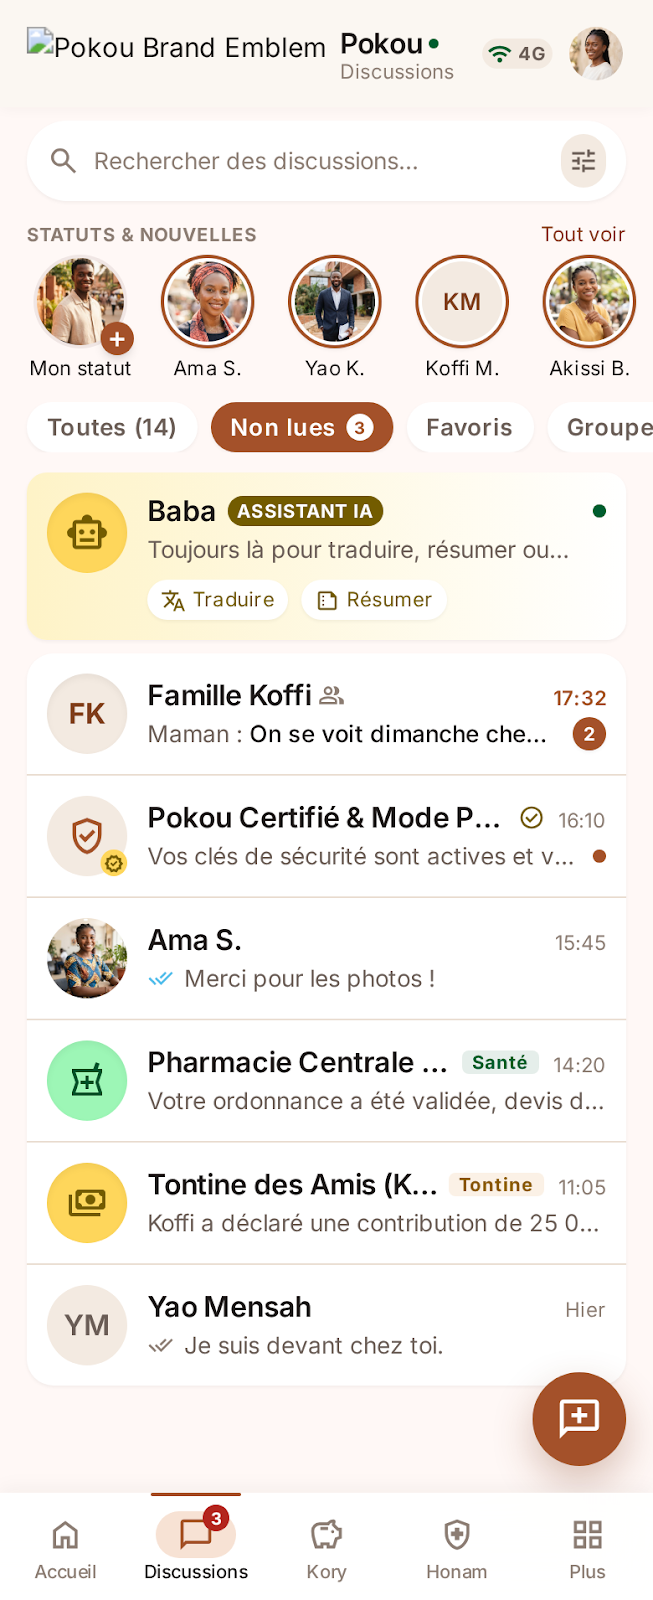 Pokou Brand Emblem
Pokou
Discussions
4G
Rechercher des discussions...
STATUTS & NOUVELLES
Tout voir
KM
Mon statut
Ama S.
Yao K.
Koffi M.
Akissi B.
Toutes (14)
Non lues 3
Favoris
Groupe
Baba ASSISTANT IA
Toujours là pour traduire, résumer ou...
Traduire
Résumer
FK
Famille Koffi
17:32
Maman : On se voit dimanche che...
2
Pokou Certifié & Mode P...
16:10
Vos clés de sécurité sont actives et v...
Ama S.
15:45
Merci pour les photos !
Pharmacie Centrale ...
Santé
14:20
Votre ordonnance a été validée, devis d...
Tontine des Amis (K...
Tontine
11:05
Koffi a déclaré une contribution de 25 0...
YM
Yao Mensah
Hier
Je suis devant chez toi.
3
Accueil
Discussions
Kory
Honam
Plus